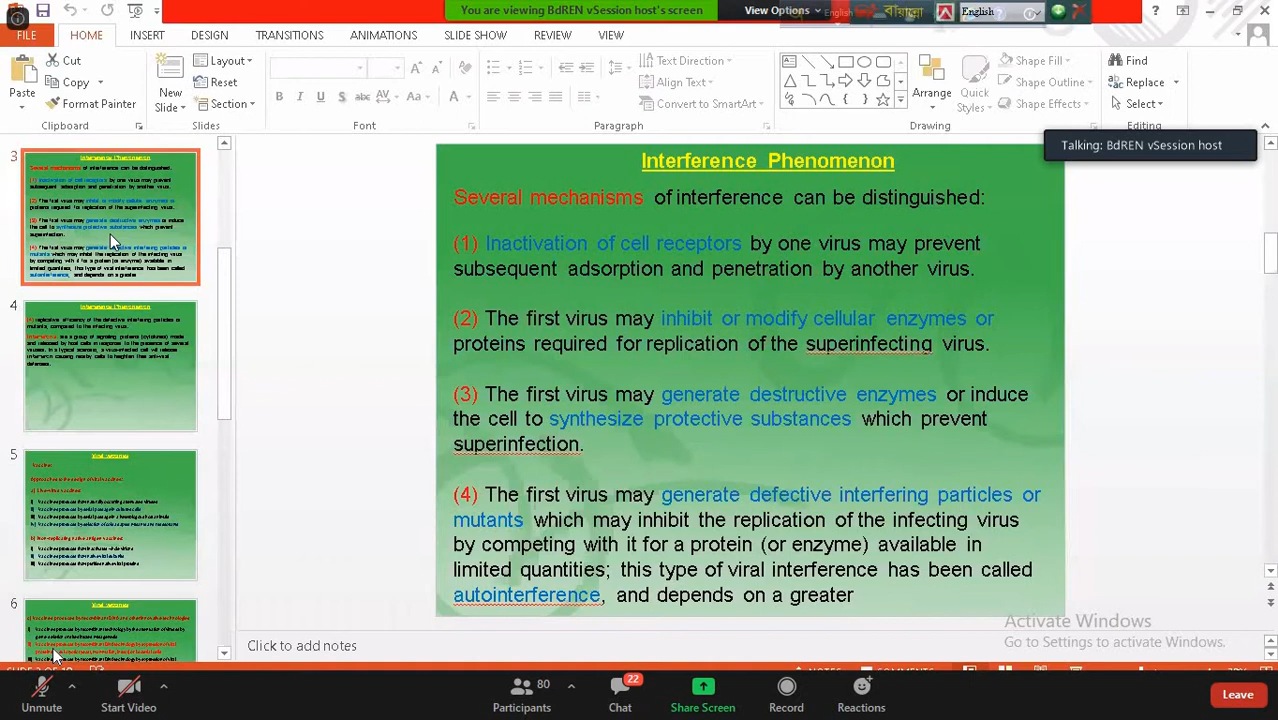 You are viewing BdREN vSession host's screen
View Options
English
English
FILE
HOME
INSERT
DESIGN
TRANSITIONS
ANIMATIONS
SLIDE SHOW
REVIEW
VIEW
Paste
Cut
Copy
Format Painter
Clipboard
New
Slide
Layout
Reset
Section
Slides
Font
Text Direction
Align Text
Convert to SmartArt
Paragraph
Arrange
Quick
Styles
Shape Fill
Shape Outline
Shape Effects
Drawing
Find
Replace
Select
Editing
Talking: BdREN vSession host
3
4
5
6
Interference Phenomenon
Several mechanisms of interference can be distinguished:
(1) Inactivation of cell receptors by one virus may prevent
subsequent adsorption and penetration by another virus.
(2) The first virus may inhibit or modify cellular enzymes or
proteins required for replication of the superinfecting virus.
(3) The first virus may generate destructive enzymes or induce
the cell to synthesize protective substances which prevent
superinfection.
(4) The first virus may generate defective interfering particles or
mutants which may inhibit the replication of the infecting virus
by competing with it for a protein (or enzyme) available in
limited quantities; this type of viral interference has been called
autointerference, and depends on a greater
Activate Windows
Go to Settings to activate Windows.
Click to add notes
Unmute
Start Video
80
Participants
22
Chat
Share Screen
Record
Reactions
Leave